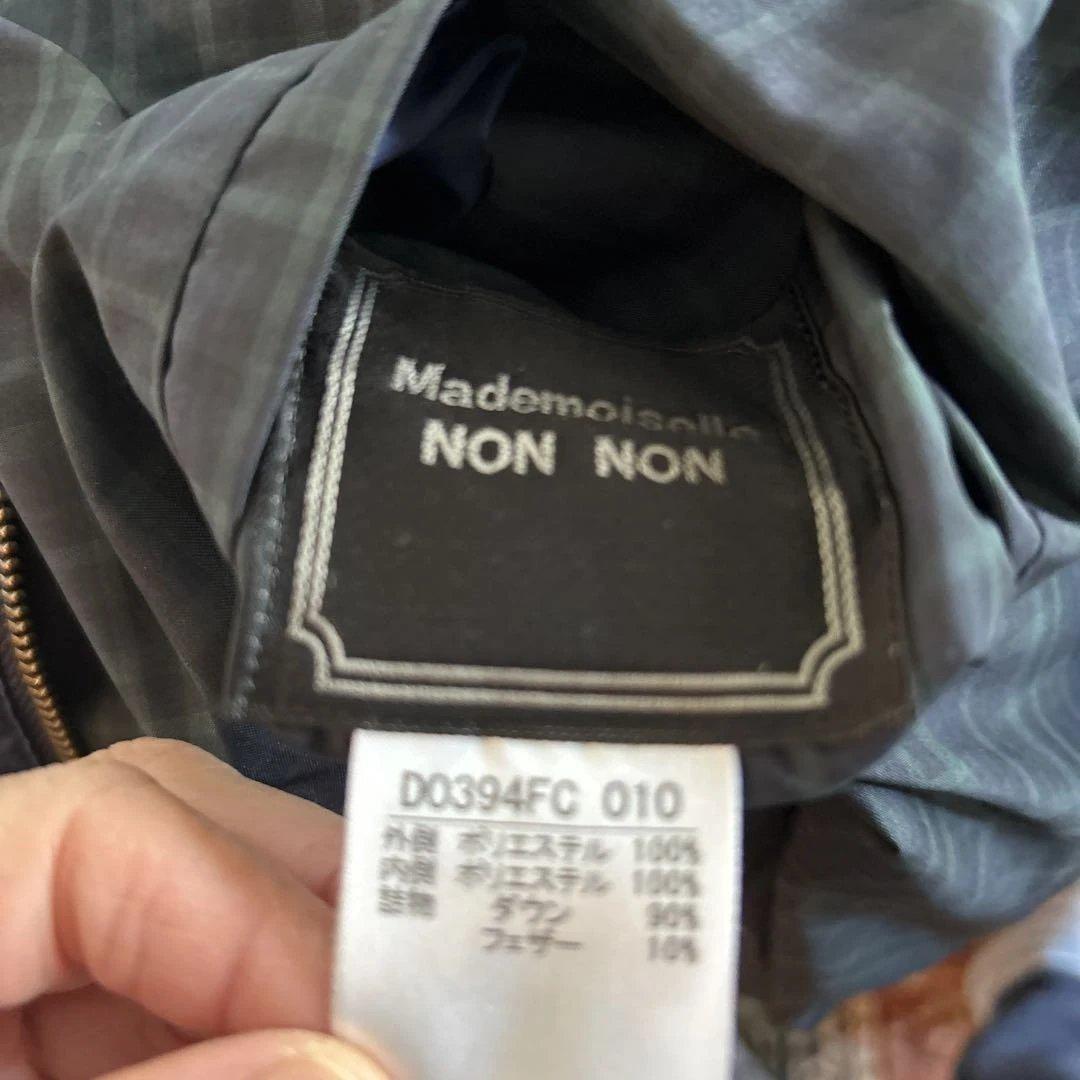 Mademoiselle
NON NON
D0394FC 010
外側 ポリエステル 100%
内側 ポリエステル 100%
詰物 ダウン 90%
フェザー 10%